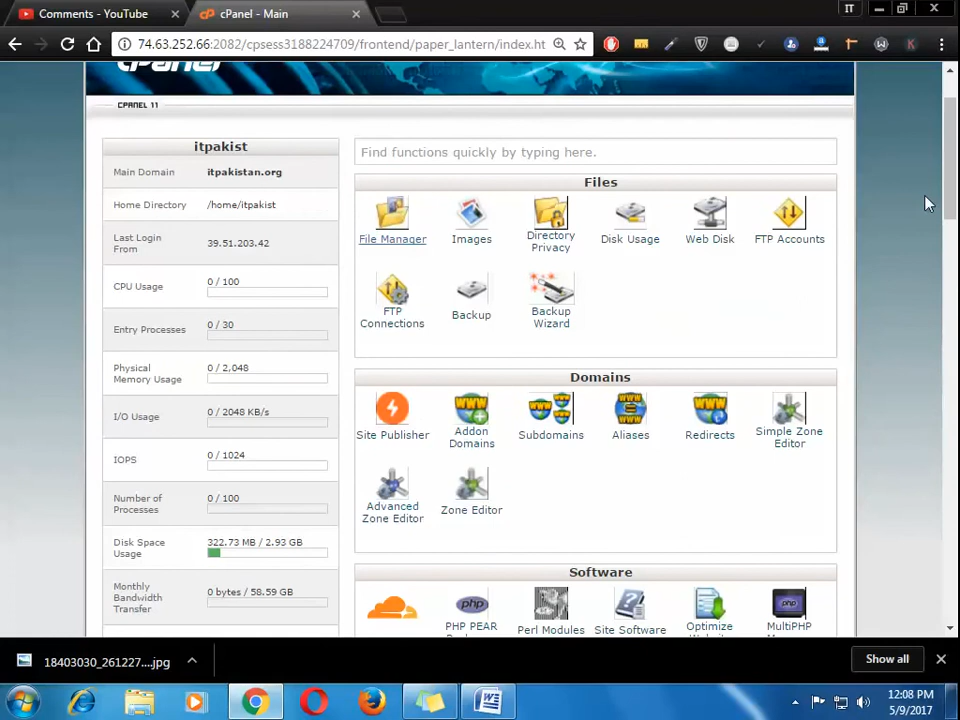 Comments - YouTube
cPanel - Main
IT
74.63.252.66:2082/cpsess3188224709/frontend/paper_lantern/index.ht
cPanel
CPANEL 11
itpakist
Main Domain itpakistan.org
Home Directory /home/itpakist
Last Login
From
39.51.203.42
CPU Usage 0 / 100
Entry Processes 0 / 30
Physical
Memory Usage
0 / 2,048
I/O Usage 0 / 2048 KB/s
IOPS 0 / 1024
Number of
Processes
0 / 100
Disk Space
Usage
322.73 MB / 2.93 GB
Monthly
Bandwidth
Transfer
0 bytes / 58.59 GB
Find functions quickly by typing here.
Files
File Manager
Images
Directory
Privacy
Disk Usage
Web Disk
FTP Accounts
FTP
Connections
Backup
Backup
Wizard
Domains
Site Publisher
Addon
Domains
Subdomains
Aliases
Redirects
Simple Zone
Editor
Advanced
Zone Editor
Zone Editor
Software
PHP PEAR
Perl Modules
Site Software
Optimize
MultiPHP
18403030_261227....jpg
Show all
12:08 PM
5/9/2017